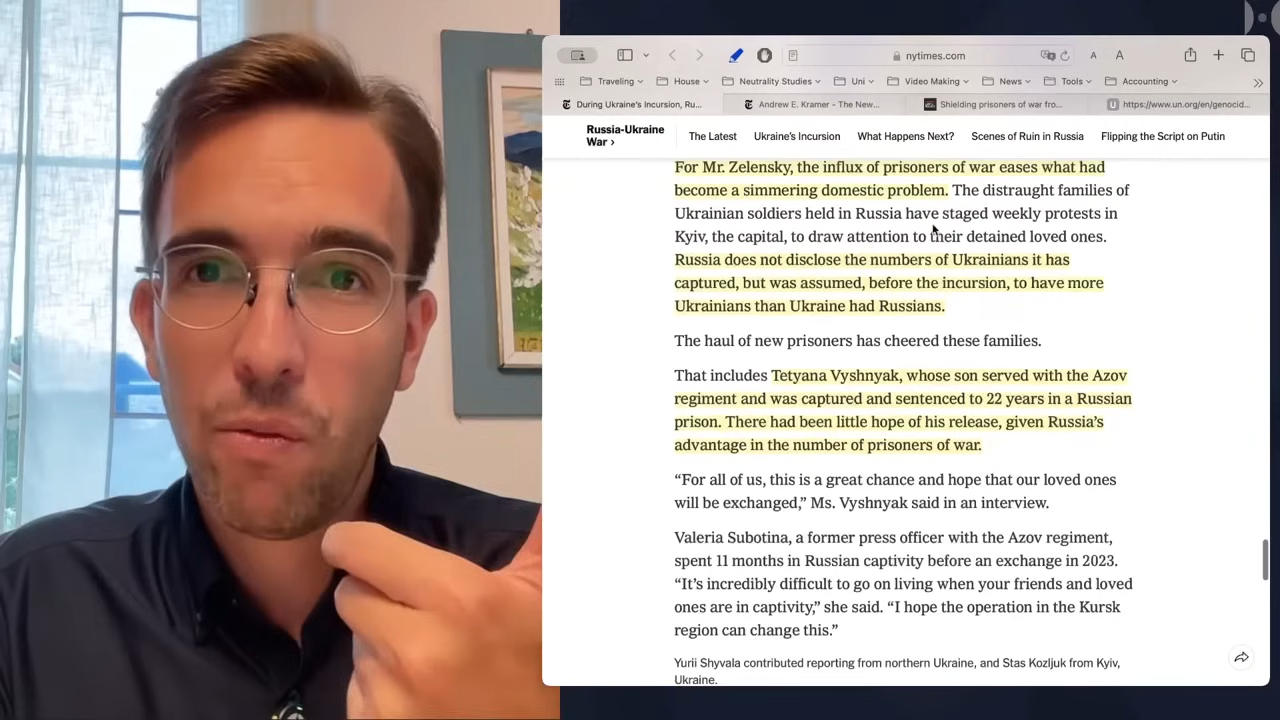 nytimes.com
A
A
Traveling
House
Neutrality Studies
Uni
Video Making
News
Tools
Accounting
During Ukraine's Incursion, Ru...
Andrew E. Kramer - The New...
Shielding prisoners of war fro...
https://www.un.org/en/genocid...
Russia-Ukraine
War ›
The Latest
Ukraine's Incursion
What Happens Next?
Scenes of Ruin in Russia
Flipping the Script on Putin
For Mr. Zelensky, the influx of prisoners of war eases what had
become a simmering domestic problem. The distraught families of
Ukrainian soldiers held in Russia have staged weekly protests in
Kyiv, the capital, to draw attention to their detained loved ones.
Russia does not disclose the numbers of Ukrainians it has
captured, but was assumed, before the incursion, to have more
Ukrainians than Ukraine had Russians.
The haul of new prisoners has cheered these families.
That includes Tetyana Vyshnyak, whose son served with the Azov
regiment and was captured and sentenced to 22 years in a Russian
prison. There had been little hope of his release, given Russia's
advantage in the number of prisoners of war.
“For all of us, this is a great chance and hope that our loved ones
will be exchanged,” Ms. Vyshnyak said in an interview.
Valeria Subotina, a former press officer with the Azov regiment,
spent 11 months in Russian captivity before an exchange in 2023.
“It's incredibly difficult to go on living when your friends and loved
ones are in captivity,” she said. “I hope the operation in the Kursk
region can change this.”
Yurii Shyvala contributed reporting from northern Ukraine, and Stas Kozljuk from Kyiv,
Ukraine.